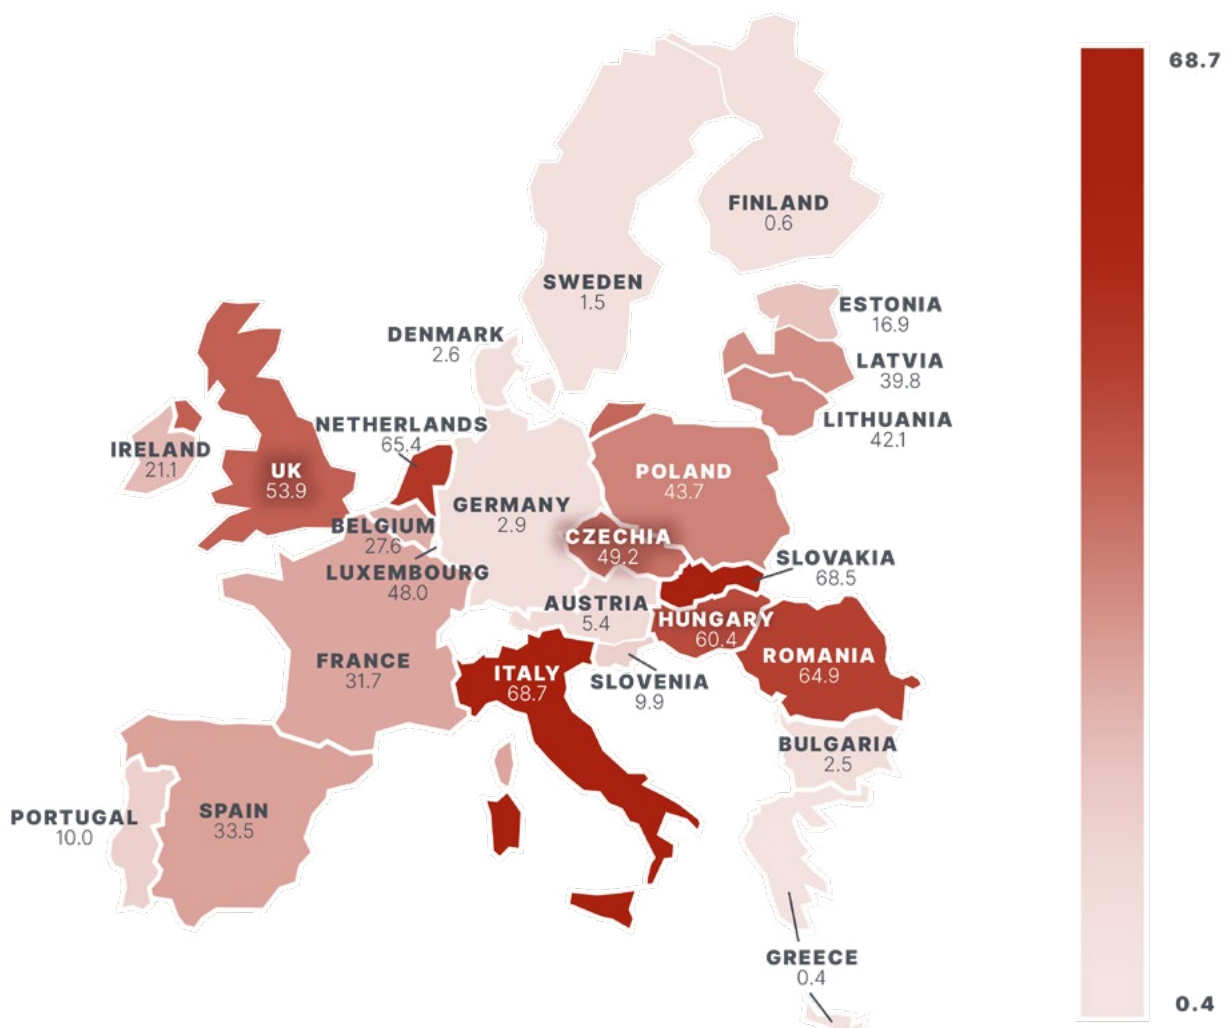 68.7
FINLAND
0.6
SWEDEN
1.5
ESTONIA
16.9
DENMARK
2.6
LATVIA
39.8
LITHUANIA
42.1
NETHERLANDS
65.4
IRELAND
21.1
UK
53.9
POLAND
43.7
GERMANY
2.9
BELGIUM
27.6
CZECHIA
49.2
SLOVAKIA
68.5
LUXEMBOURG
48.0
AUSTRIA
5.4
HUNGARY
60.4
FRANCE
31.7
ROMANIA
64.9
ITALY
68.7
SLOVENIA
9.9
BULGARIA
2.5
SPAIN
33.5
PORTUGAL
10.0
GREECE
0.4
0.4